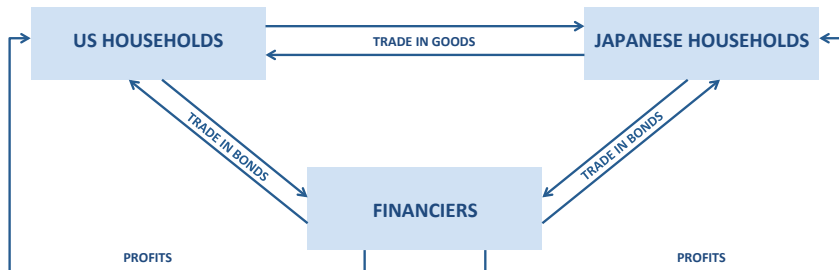 US HOUSEHOLDS
TRADE IN GOODS
JAPANESE HOUSEHOLDS
TRADE IN BONDS
TRADE IN BONDS
FINANCIERS
PROFITS
PROFITS